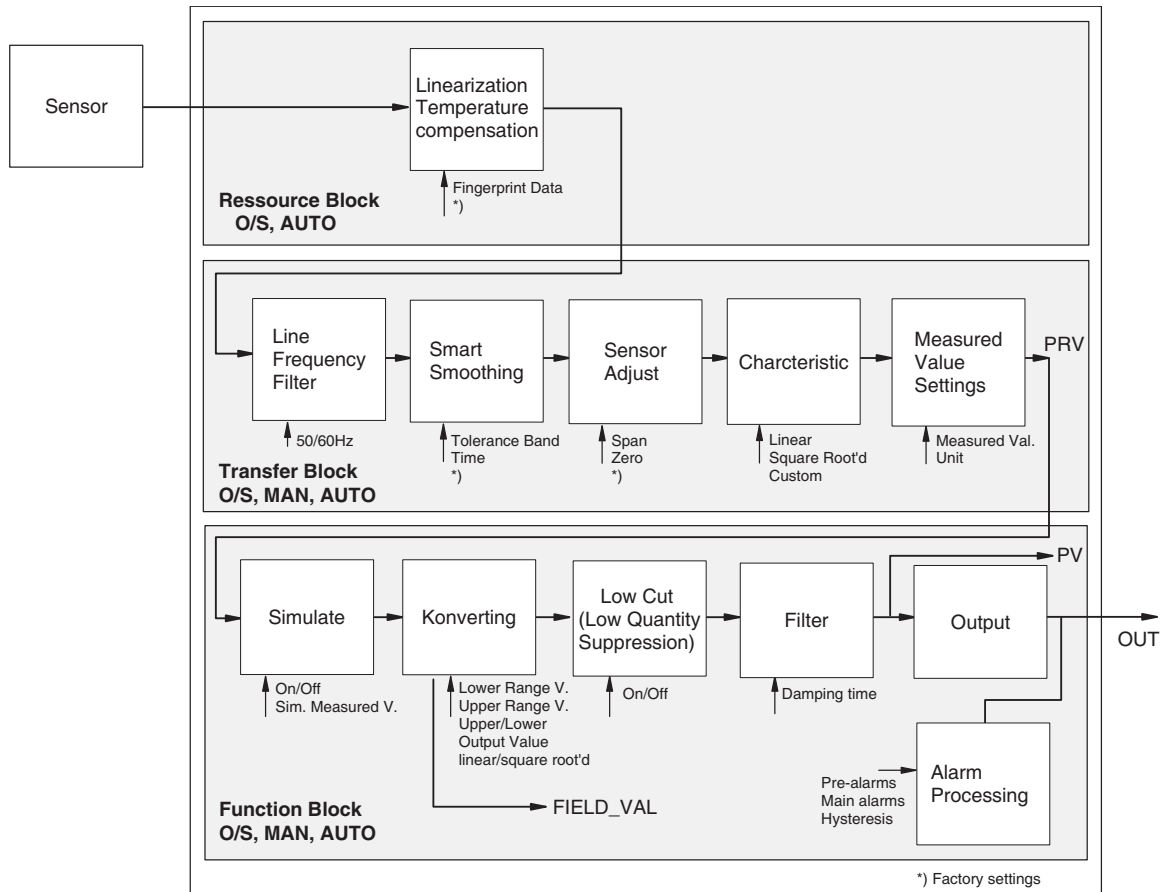 Sensor
Linearization
Temperature
compensation
Fingerprint Data
*)
Ressource Block
O/S, AUTO
Line
Frequency
Filter
Smart
Smoothing
Sensor
Adjust
Charcteristic
Measured
Value
Settings
PRV
50/60Hz
Tolerance Band
Time
*)
Span
Zero
*)
Linear
Square Root'd
Custom
Measured Val.
Unit
Transfer Block
O/S, MAN, AUTO
Simulate
Konverting
Low Cut
(Low Quantity
Suppression)
Filter
PV
Output
OUT
On/Off
Sim. Measured V.
Lower Range V.
Upper Range V.
Upper/Lower
Output Value
linear/square root'd
On/Off
Damping time
Pre-alarms
Main alarms
Hysteresis
Alarm
Processing
FIELD_VAL
Function Block
O/S, MAN, AUTO
*) Factory settings